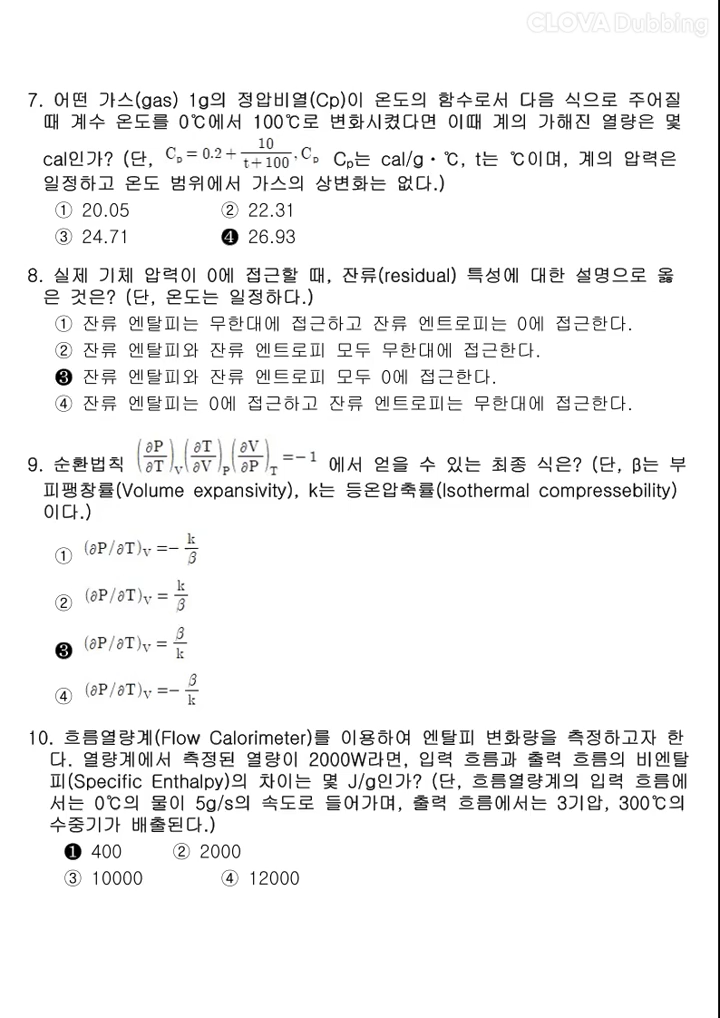 CLOVA Dubbing
7. 어떤 가스(gas) 1g의 정압비열(Cp)이 온도의 함수로서 다음 식으로 주어질
때 계수 온도를 0℃에서 100℃로 변화시켰다면 이때 계의 가해진 열량은 몇
cal인가? (단, Cₚ = 0.2 + 10/(t+100), Cₚ Cp는 cal/g·℃, t는 ℃이며, 계의 압력은
일정하고 온도 범위에서 가스의 상변화는 없다.)
① 20.05 ② 22.31
③ 24.71 ❹ 26.93
8. 실제 기체 압력이 0에 접근할 때, 잔류(residual) 특성에 대한 설명으로 옳
은 것은? (단, 온도는 일정하다.)
① 잔류 엔탈피는 무한대에 접근하고 잔류 엔트로피는 0에 접근한다.
② 잔류 엔탈피와 잔류 엔트로피 모두 무한대에 접근한다.
❸ 잔류 엔탈피와 잔류 엔트로피 모두 0에 접근한다.
④ 잔류 엔탈피는 0에 접근하고 잔류 엔트로피는 무한대에 접근한다.
9. 순환법칙 (∂P/∂T)_V (∂T/∂V)_P (∂V/∂P)_T = -1 에서 얻을 수 있는 최종 식은? (단, β는 부
피팽창률(Volume expansivity), k는 등온압축률(Isothermal compressebility)
이다.)
① (∂P/∂T)_V = - k/β
② (∂P/∂T)_V = k/β
❸ (∂P/∂T)_V = β/k
④ (∂P/∂T)_V = - β/k
10. 흐름열량계(Flow Calorimeter)를 이용하여 엔탈피 변화량을 측정하고자 한
다. 열량계에서 측정된 열량이 2000W라면, 입력 흐름과 출력 흐름의 비엔탈
피(Specific Enthalpy)의 차이는 몇 J/g인가? (단, 흐름열량계의 입력 흐름에
서는 0℃의 물이 5g/s의 속도로 들어가며, 출력 흐름에서는 3기압, 300℃의
수중기가 배출된다.)
❶ 400 ② 2000
③ 10000 ④ 12000